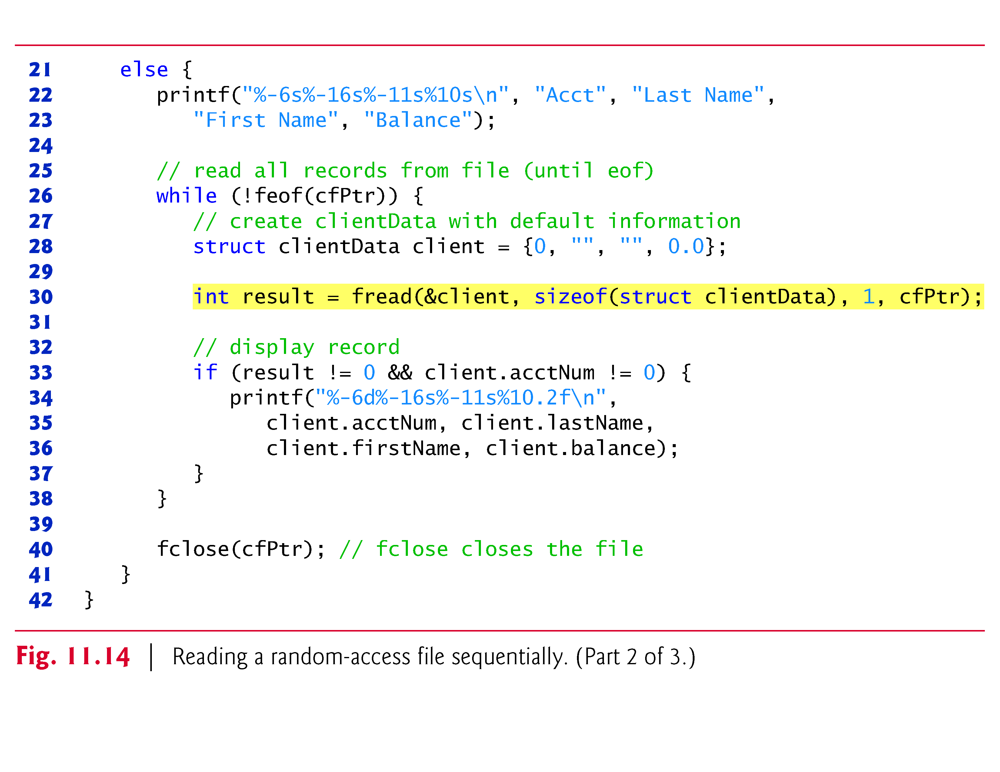 21 else {
22 printf("%-6s%-16s%-11s%10s\n", "Acct", "Last Name",
23 "First Name", "Balance");
24
25 // read all records from file (until eof)
26 while (!feof(cfPtr)) {
27 // create clientData with default information
28 struct clientData client = {0, "", "", 0.0};
29
30 int result = fread(&client, sizeof(struct clientData), 1, cfPtr);
31
32 // display record
33 if (result != 0 && client.acctNum != 0) {
34 printf("%-6d%-16s%-11s%10.2f\n",
35 client.acctNum, client.lastName,
36 client.firstName, client.balance);
37 }
38 }
39
40 fclose(cfPtr); // fclose closes the file
41 }
42 }
Fig. 11.14 | Reading a random-access file sequentially. (Part 2 of 3.)